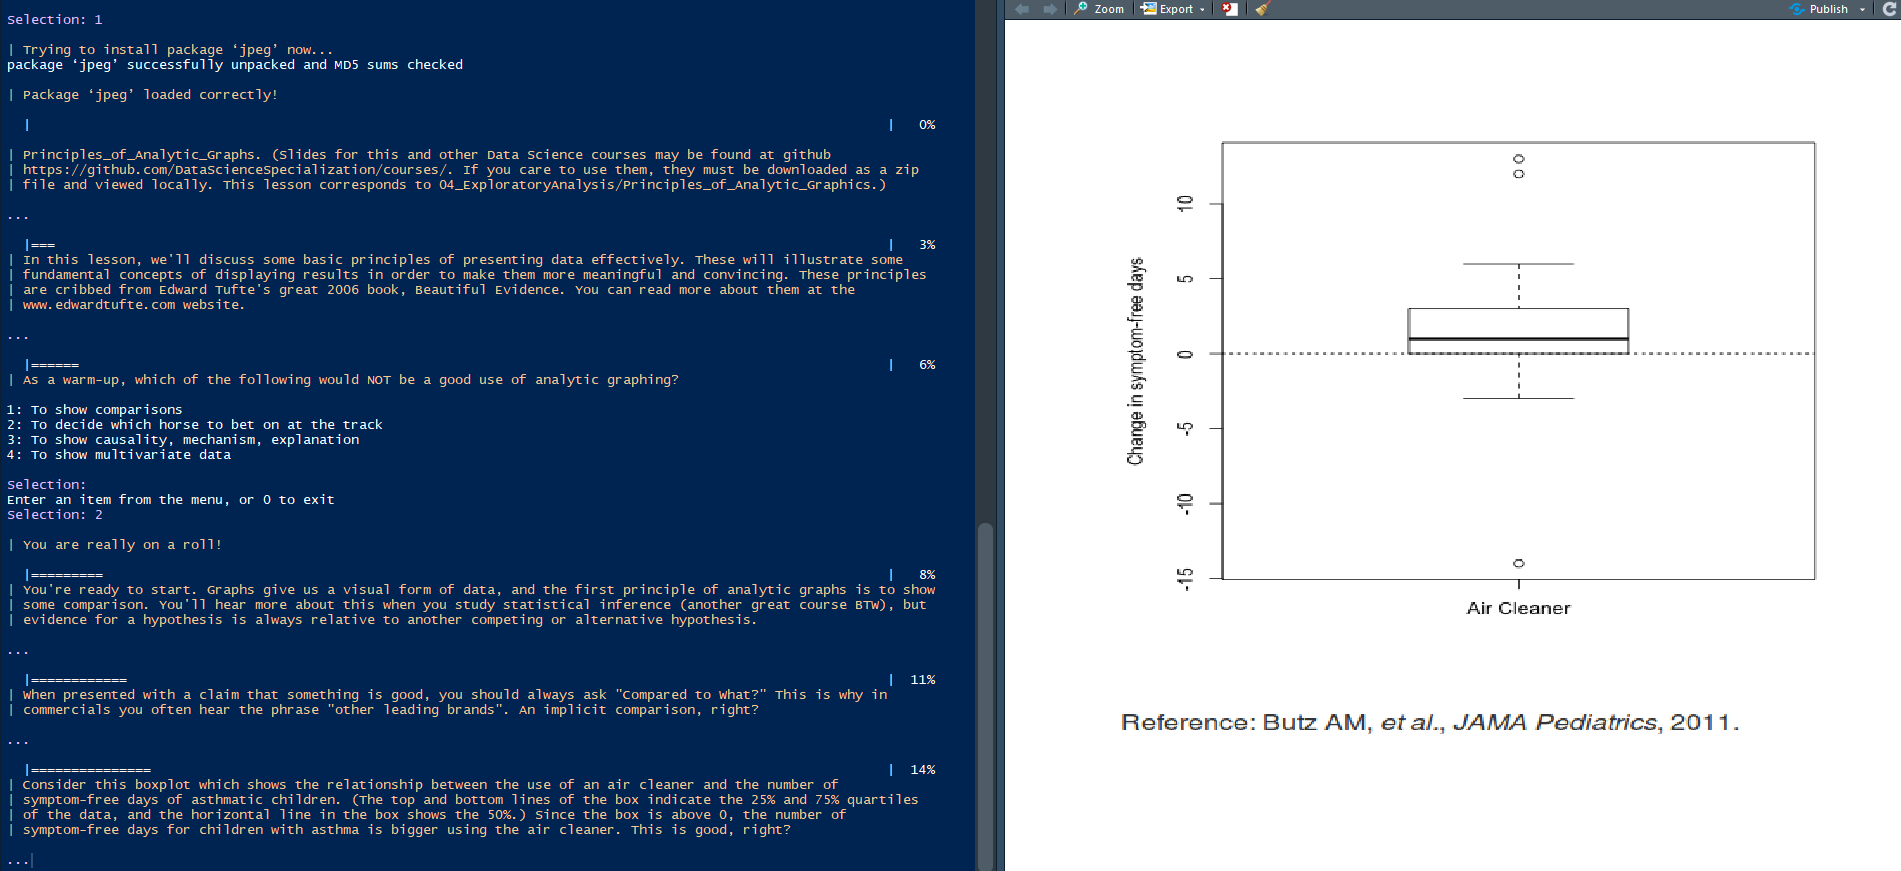 Selection: 1
| Trying to install package ‘jpeg’ now...
package ‘jpeg’ successfully unpacked and MD5 sums checked
| Package ‘jpeg’ loaded correctly!
| | 0%
| Principles_of_Analytic_Graphs. (Slides for this and other Data Science courses may be found at github
| https://github.com/DataScienceSpecialization/courses/. If you care to use them, they must be downloaded as a zip
| file and viewed locally. This lesson corresponds to 04_ExploratoryAnalysis/Principles_of_Analytic_Graphics.)
...
|=== | 3%
| In this lesson, we'll discuss some basic principles of presenting data effectively. These will illustrate some
| fundamental concepts of displaying results in order to make them more meaningful and convincing. These principles
| are cribbed from Edward Tufte's great 2006 book, Beautiful Evidence. You can read more about them at the
| www.edwardtufte.com website.
...
|====== | 6%
| As a warm-up, which of the following would NOT be a good use of analytic graphing?
1: To show comparisons
2: To decide which horse to bet on at the track
3: To show causality, mechanism, explanation
4: To show multivariate data
Selection:
Enter an item from the menu, or 0 to exit
Selection: 2
| You are really on a roll!
|========= | 8%
| You're ready to start. Graphs give us a visual form of data, and the first principle of analytic graphs is to show
| some comparison. You'll hear more about this when you study statistical inference (another great course BTW), but
| evidence for a hypothesis is always relative to another competing or alternative hypothesis.
...
|============ | 11%
| When presented with a claim that something is good, you should always ask "Compared to What?" This is why in
| commercials you often hear the phrase "other leading brands". An implicit comparison, right?
...
|=============== | 14%
| Consider this boxplot which shows the relationship between the use of an air cleaner and the number of
| symptom-free days of asthmatic children. (The top and bottom lines of the box indicate the 25% and 75% quartiles
| of the data, and the horizontal line in the box shows the 50%.) Since the box is above 0, the number of
| symptom-free days for children with asthma is bigger using the air cleaner. This is good, right?
...
Zoom Export Publish
Change in symptom-free days
10
5
0
-5
-10
-15
Air Cleaner
Reference: Butz AM, et al., JAMA Pediatrics, 2011.